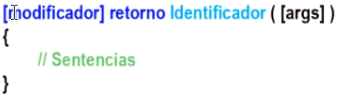 [modificador] retorno Identificador ( [args] )
{
// Sentencias
}